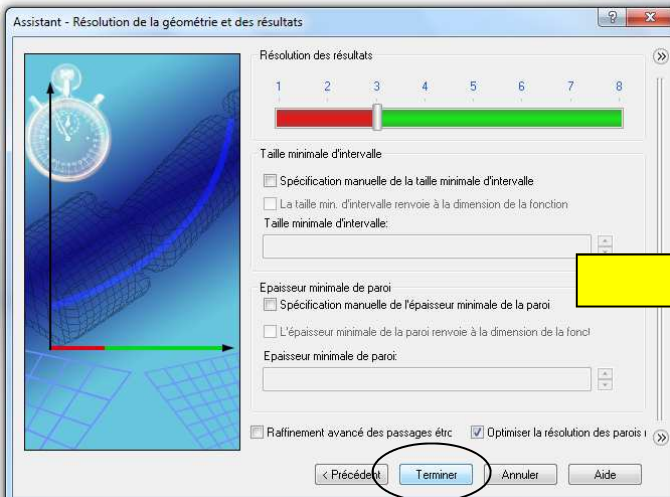 Assistant - Résolution de la géométrie et des résultats
Résolution des résultats
1 2 3 4 5 6 7 8
Taille minimale d'intervalle
Spécification manuelle de la taille minimale d'intervalle
La taille min. d'intervalle renvoie à la dimension de la fonction
Taille minimale d'intervalle:
Epaisseur minimale de paroi
Spécification manuelle de l'épaisseur minimale de la paroi
L'épaisseur minimale de la paroi renvoie à la dimension de la fonct
Epaisseur minimale de paroi:
Raffinement avancé des passages étrc Optimiser la résolution des parois
< Précédent Terminer Annuler Aide